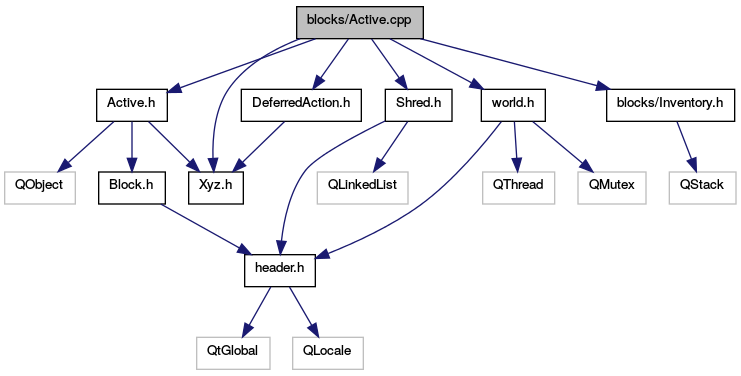 blocks/Active.cpp
Active.h
DeferredAction.h
Shred.h
world.h
blocks/Inventory.h
QObject
Block.h
Xyz.h
QLinkedList
QThread
QMutex
QStack
header.h
QtGlobal
QLocale